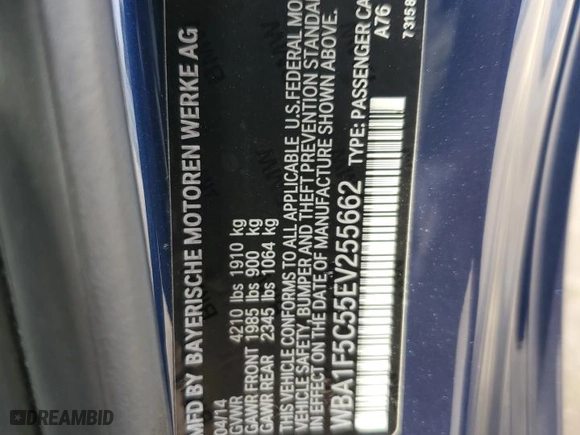 MFD BY BAYERISCHE MOTOREN WERKE AG
04/14
GVWR 4210 lbs 1910 kg
GAWR FRONT 1985 lbs 900 kg
GAWR REAR 2345 lbs 1064 kg
THIS VEHICLE CONFORMS TO ALL APPLICABLE U.S. FEDERAL MO
VEHICLE SAFETY, BUMPER AND THEFT PREVENTION STANDA
IN EFFECT ON THE DATE OF MANUFACTURE SHOWN ABOVE.
WBA1F5C55EV255662 TYPE: PASSENGER CA
A76
73158
DREAMBID